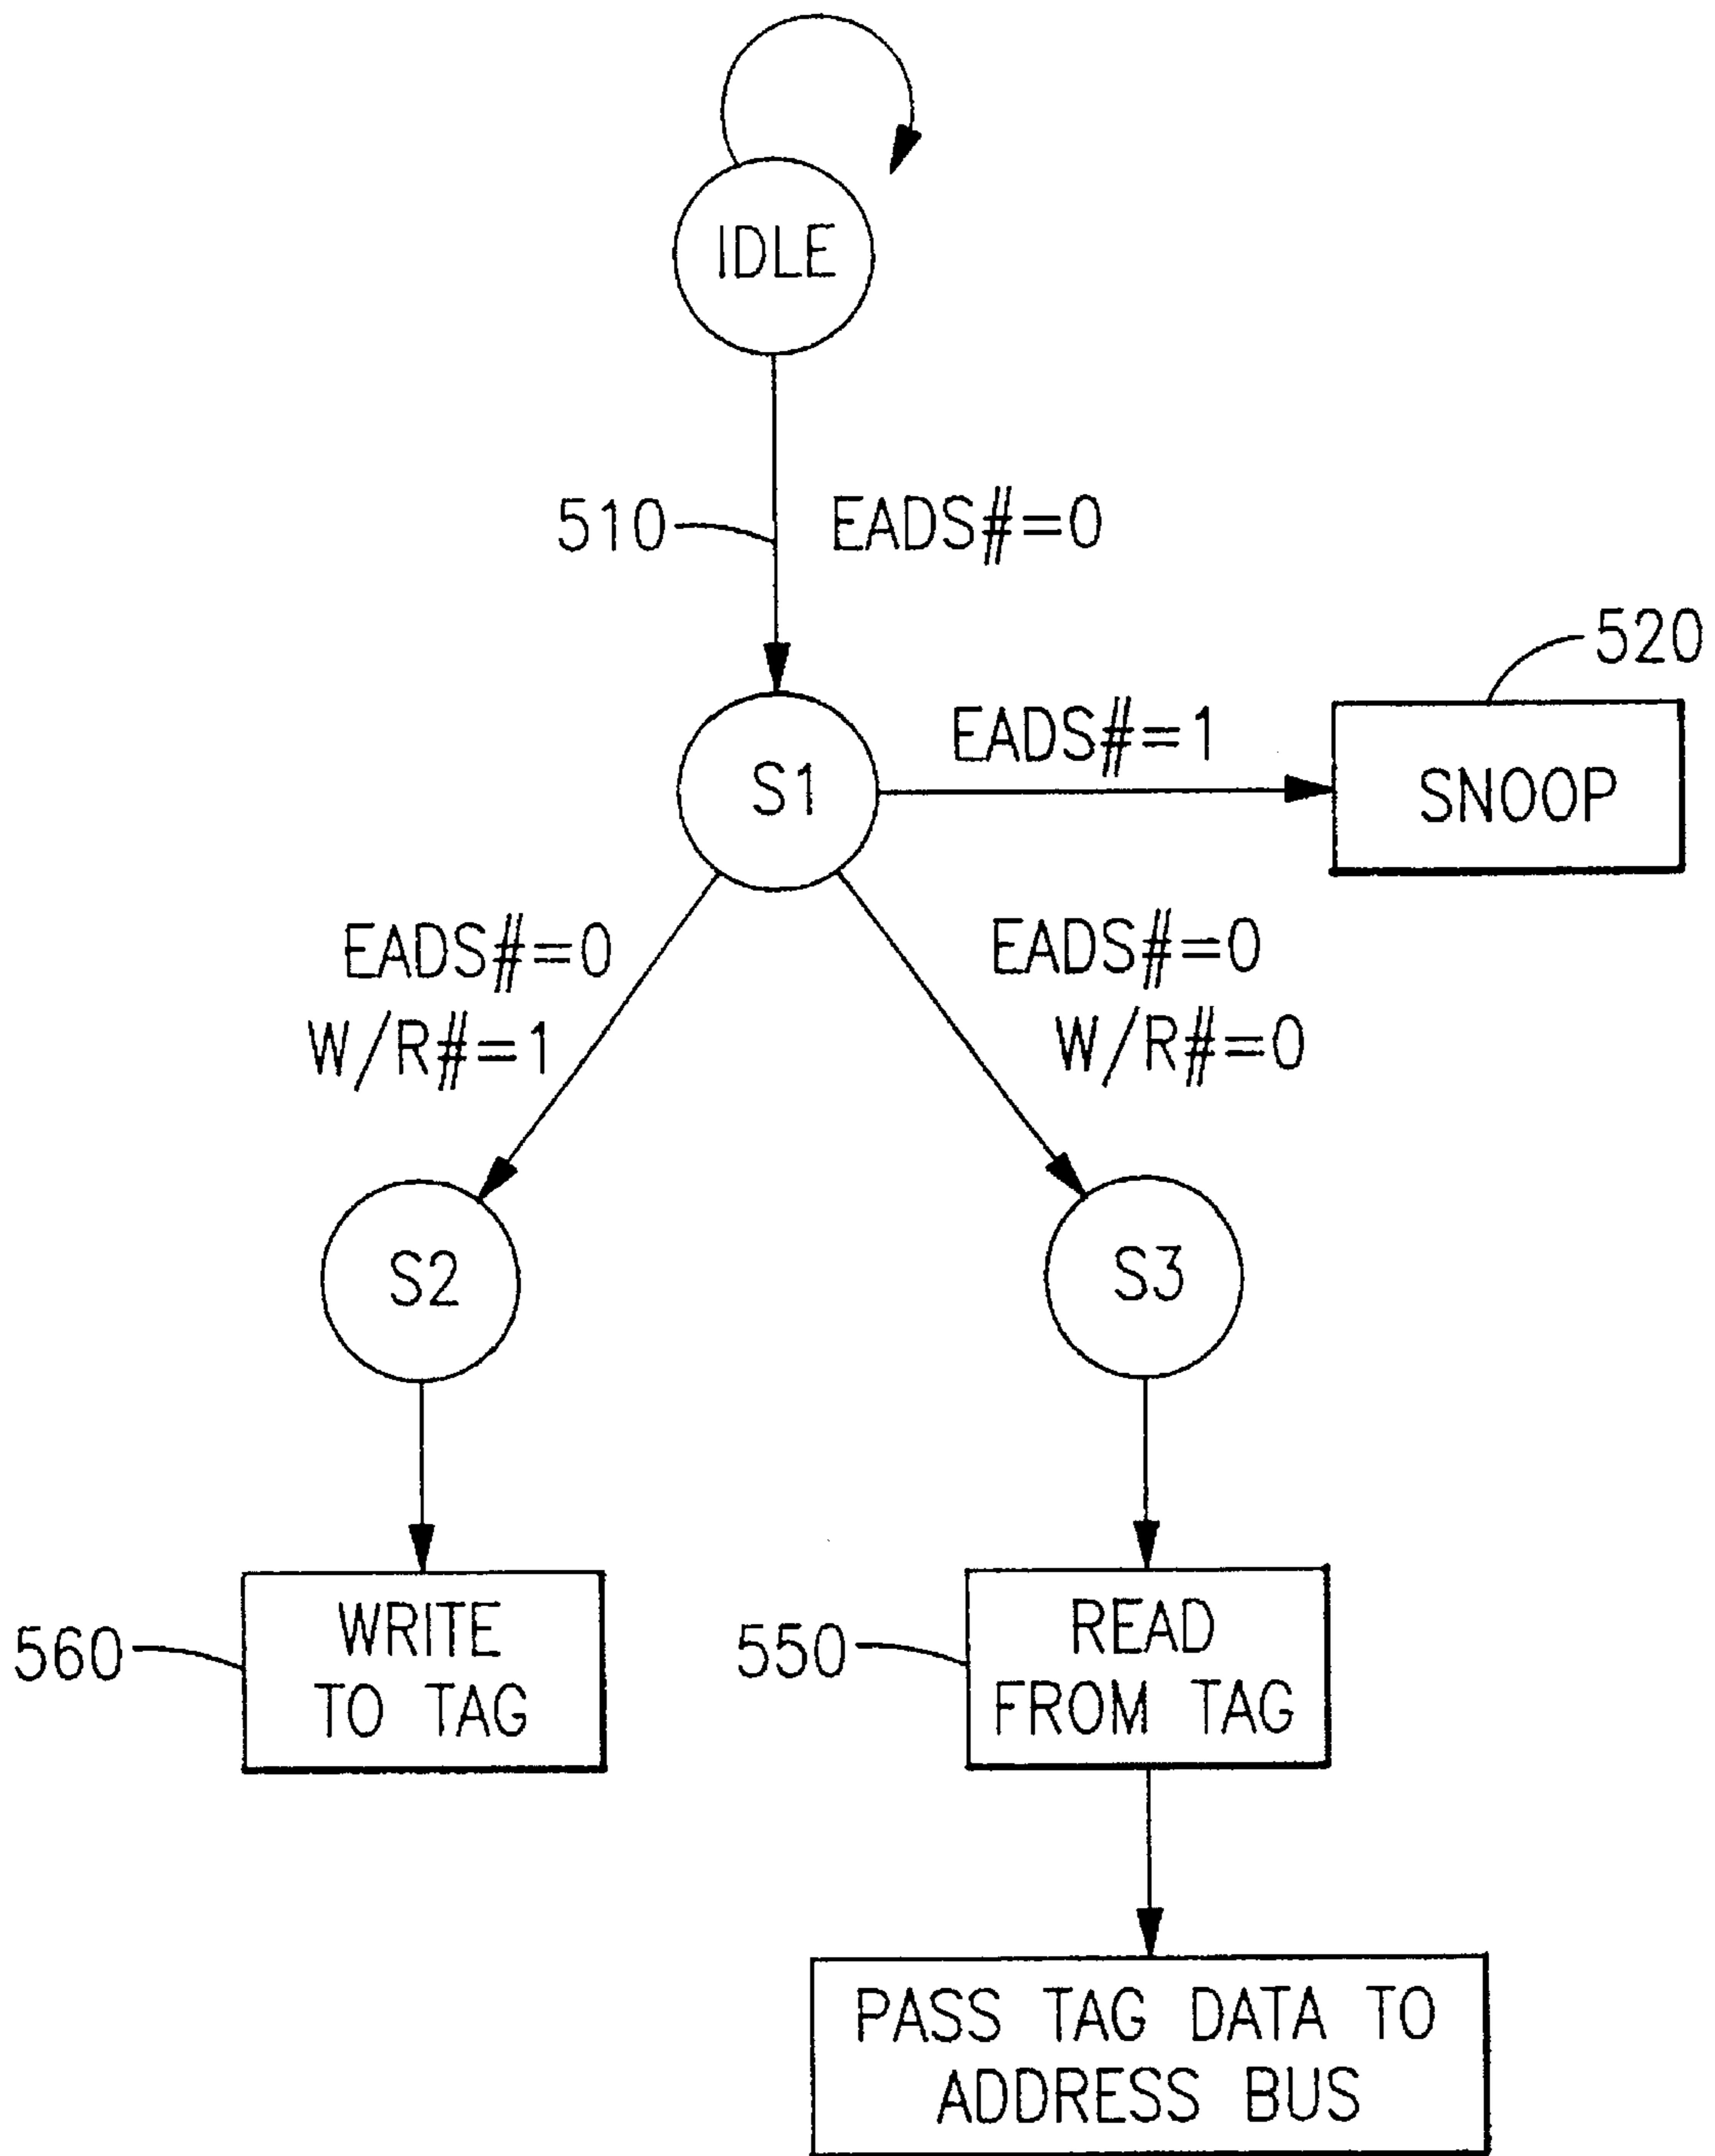 IDLE
510
EADS#=0
520
EADS#=1
S1
SNOOP
EADS#=0
W/R#=1
EADS#=0
W/R#=0
S2
S3
560
WRITE
TO TAG
550
READ
FROM TAG
PASS TAG DATA TO
ADDRESS BUS